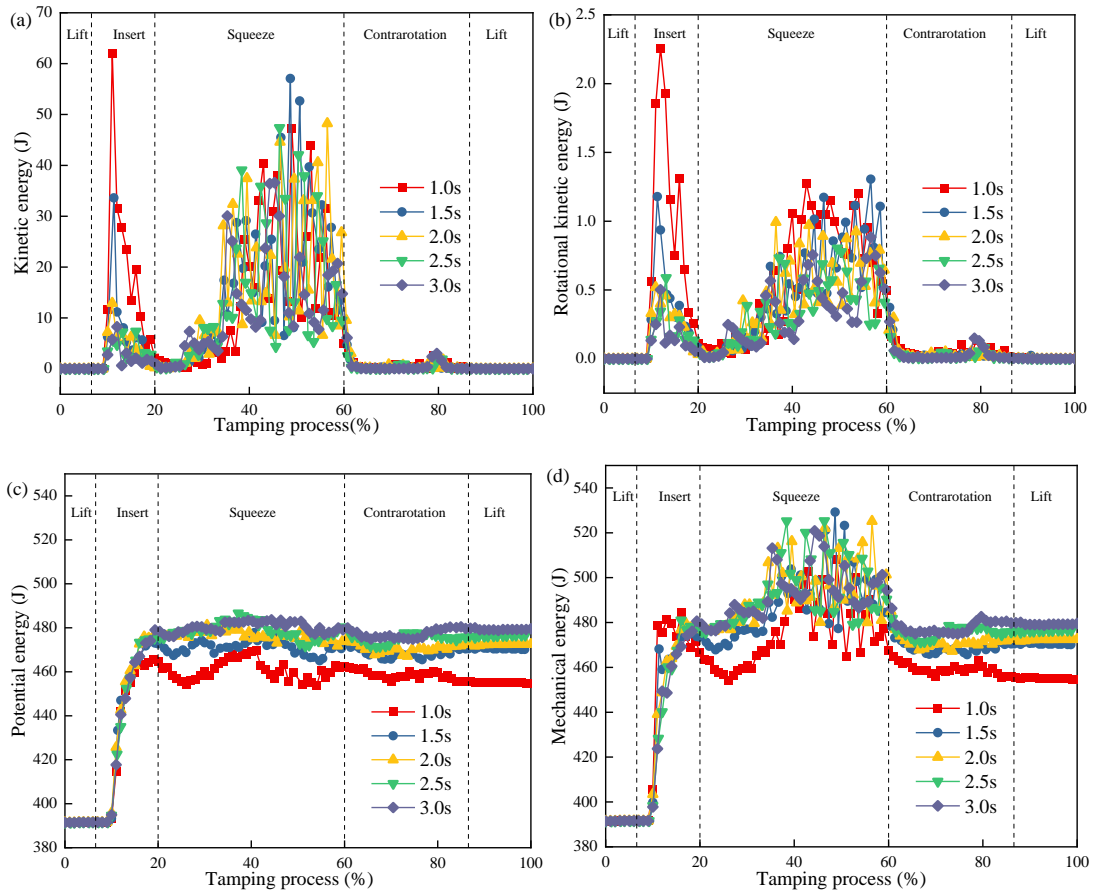 (a)
Kinetic energy (J)
70
60
50
40
30
20
10
0
Lift
Insert
Squeeze
Contrarotation
Lift
1.0s
1.5s
2.0s
2.5s
3.0s
0 20 40 60 80 100
Tamping process(%)
(b)
Rotational kinetic energy (J)
2.5
2.0
1.5
1.0
0.5
0.0
Lift
Insert
Squeeze
Contrarotation
Lift
1.0s
1.5s
2.0s
2.5s
3.0s
0 20 40 60 80 100
Tamping process (%)
(c)
Potential energy (J)
540
520
500
480
460
440
420
400
380
Lift
Insert
Squeeze
Contrarotation
Lift
1.0s
1.5s
2.0s
2.5s
3.0s
0 20 40 60 80 100
Tamping process (%)
(d)
Mechanical energy (J)
540
520
500
480
460
440
420
400
380
Lift
Insert
Squeeze
Contrarotation
Lift
1.0s
1.5s
2.0s
2.5s
3.0s
0 20 40 60 80 100
Tamping process (%)